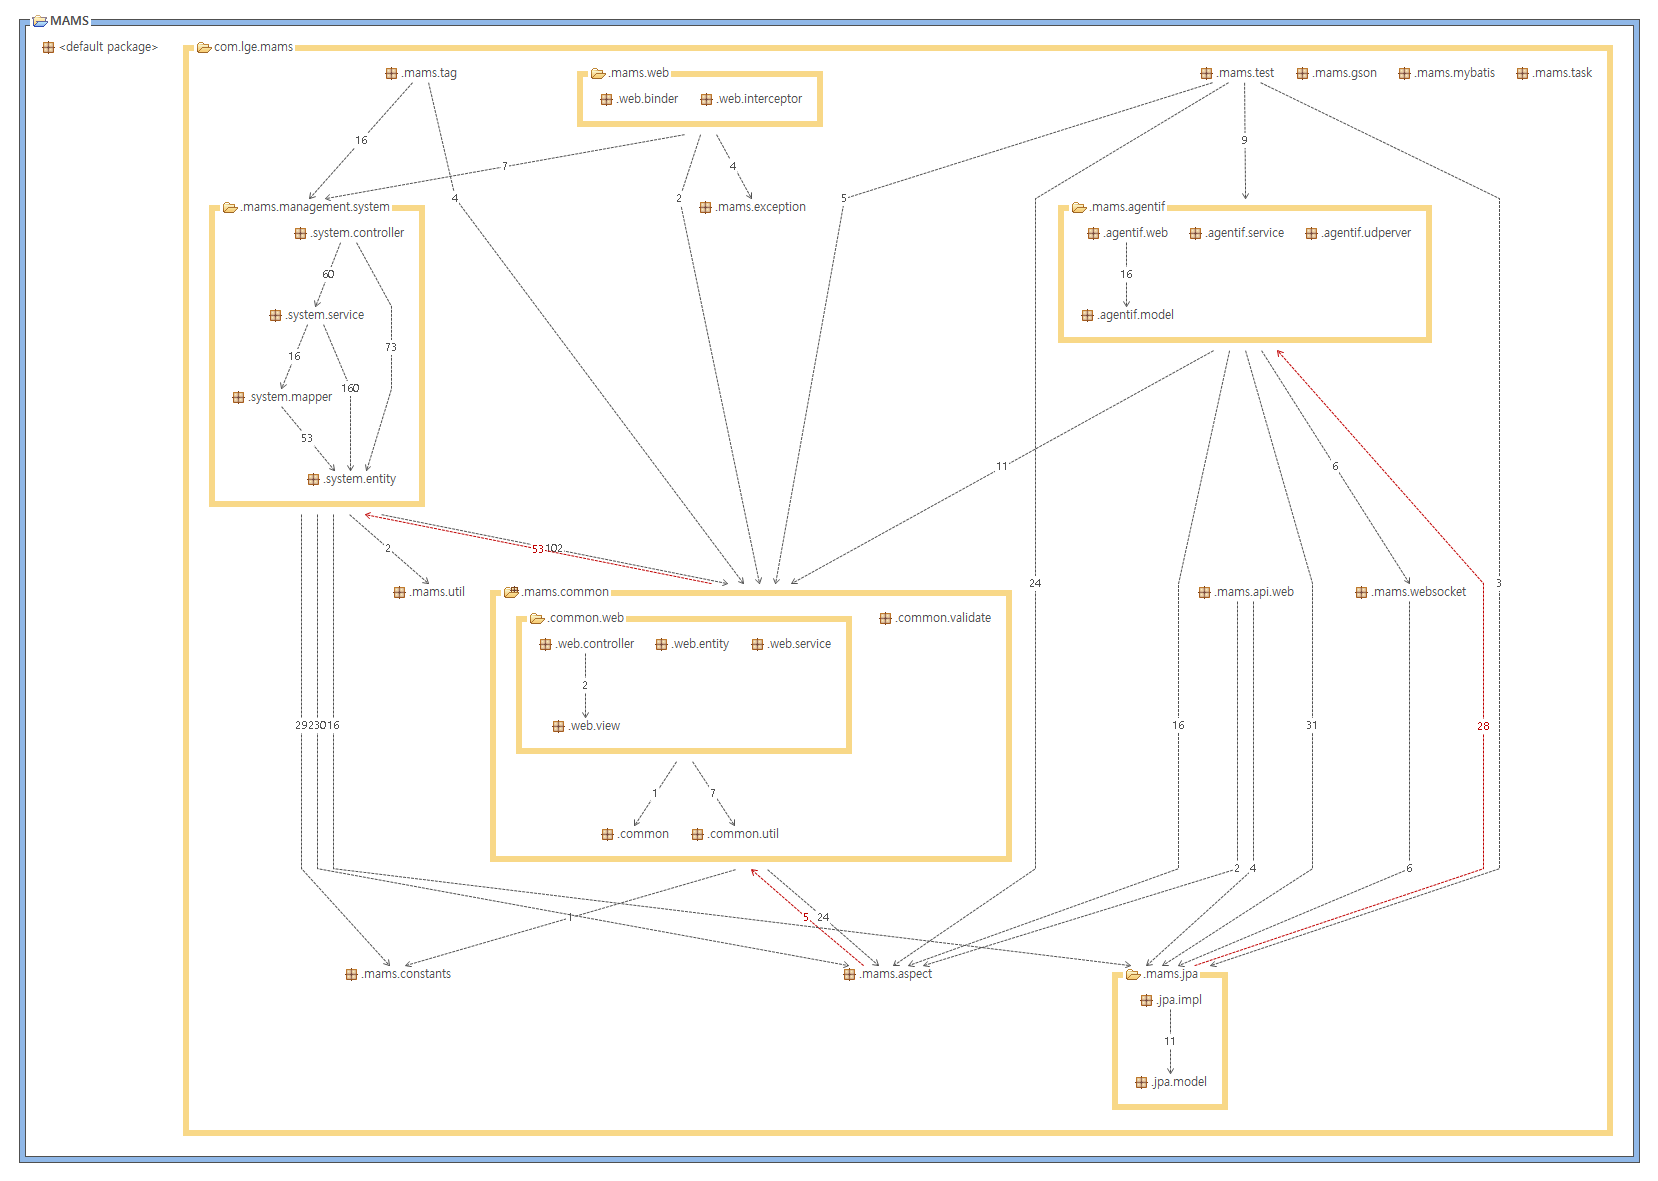 MAMS
<default package>
com.lge.mams
.mams.tag
.mams.web
.mams.test
.mams.gson
.mams.mybatis
.mams.task
.web.binder
.web.interceptor
16
9
7
4
4
2
5
.mams.management.system
.mams.exception
.mams.agentif
.system.controller
.agentif.web
.agentif.service
.agentif.udperver
60
16
.system.service
.agentif.model
73
16
160
.system.mapper
53
11
6
.system.entity
2
53
102
24
3
.mams.util
.mams.common
.mams.api.web
.mams.websocket
.common.web
.common.validate
.web.controller
.web.entity
.web.service
2
292
230
16
.web.view
16
31
28
1
7
.common
.common.util
2
4
6
1
5
24
.mams.constants
.mams.aspect
.mams.jpa
.jpa.impl
11
.jpa.model